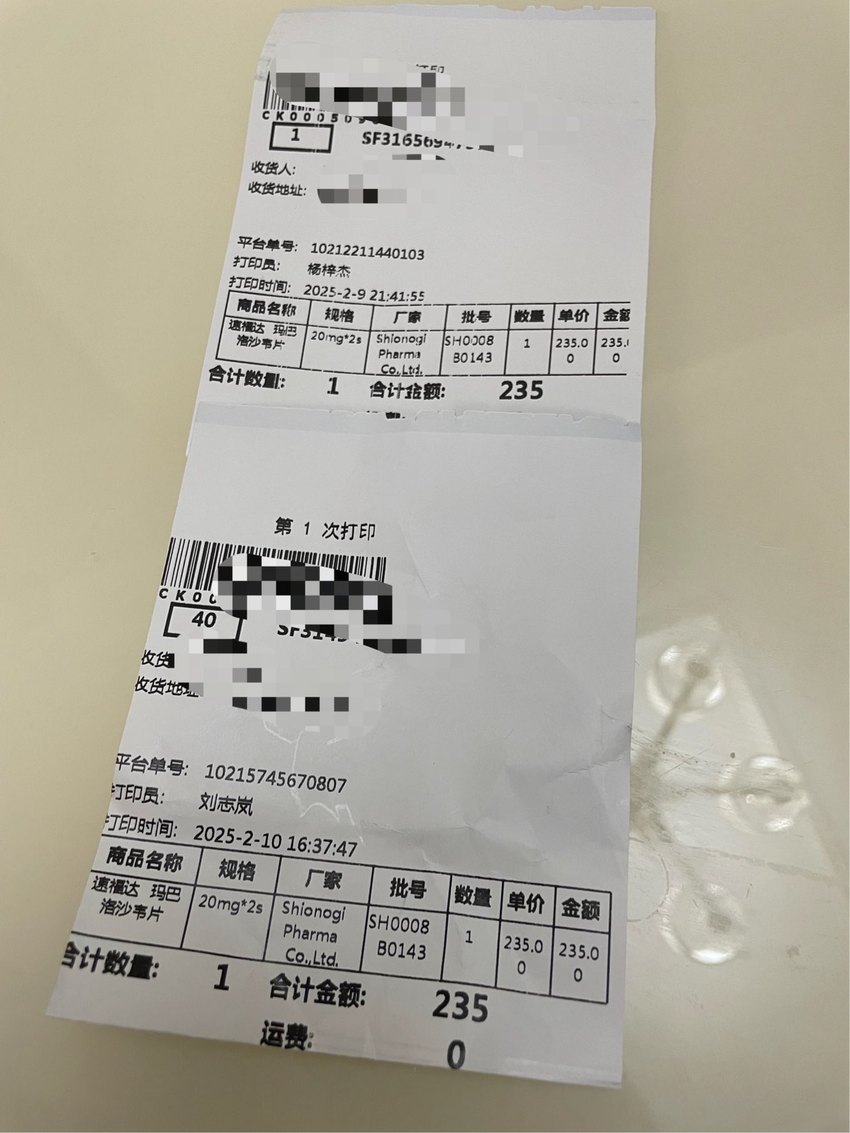 1
收货人:
收货地址:
平台单号: 10212211440103
打印员: 杨梓杰
打印时间: 2025-2-9 21:41:55
商品名称 规格 厂家 批号 数量 单价 金额
速福达 玛巴 20mg*2s Shionogi SH0008 1 235.0 235.
洛沙韦片 Pharma B0143 0 0
Co.,Ltd.
合计数量: 1 合计金额: 235
第 1 次打印
40
平台单号: 10215745670807
打印员: 刘志岚
打印时间: 2025-2-10 16:37:47
商品名称 规格 厂家 批号 数量 单价 金额
速福达 玛巴 20mg*2s Shionogi SH0008 1 235.0 235.0
洛沙韦片 Pharma B0143 0 0
Co.,Ltd.
合计数量: 1 合计金额: 235
运费: 0